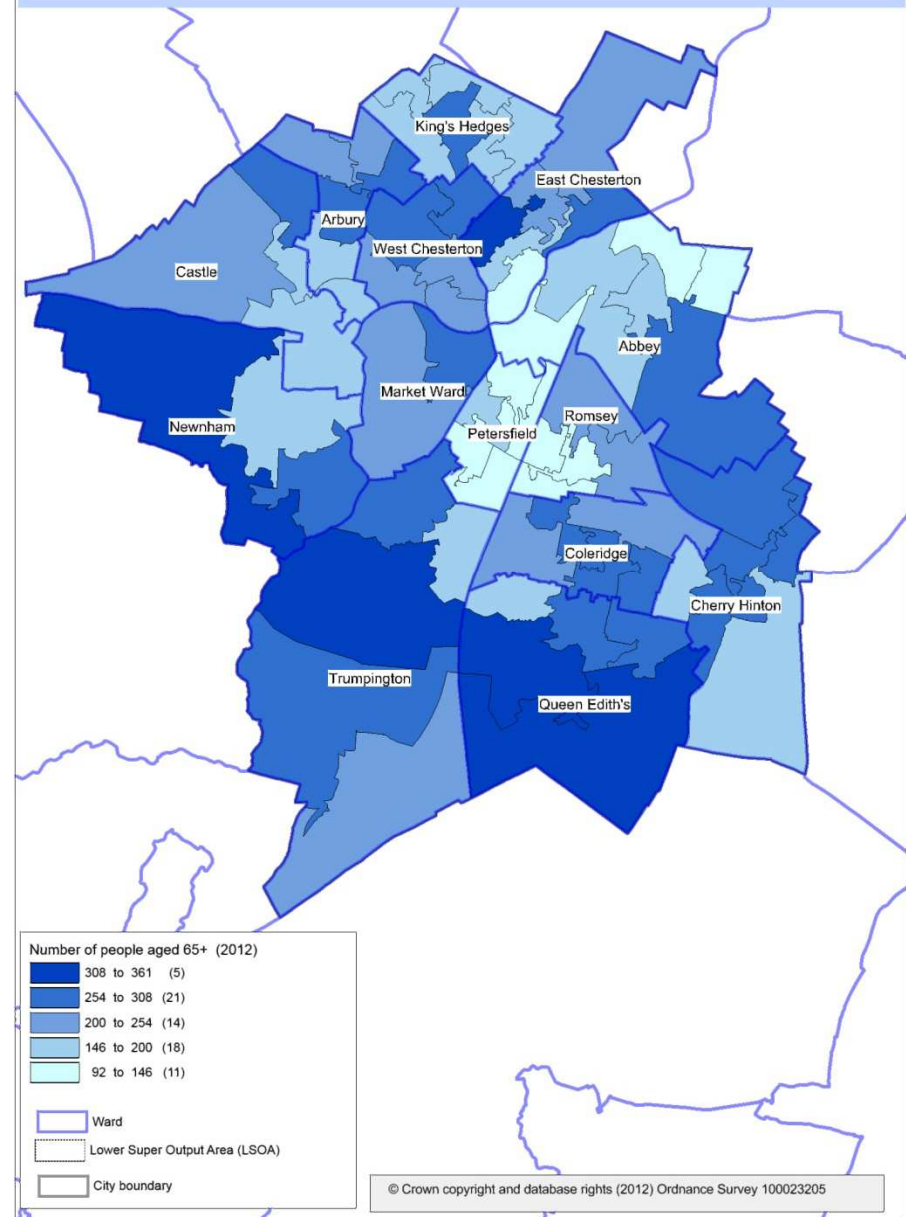 King's Hedges
East Chesterton
Arbury
West Chesterton
Castle
Abbey
Market Ward
Romsey
Newnham
Petersfield
Coleridge
Cherry Hinton
Trumpington
Queen Edith's
Number of people aged 65+ (2012)
308 to 361 (5)
254 to 308 (21)
200 to 254 (14)
146 to 200 (18)
92 to 146 (11)
Ward
Lower Super Output Area (LSOA)
City boundary
© Crown copyright and database rights (2012) Ordnance Survey 100023205